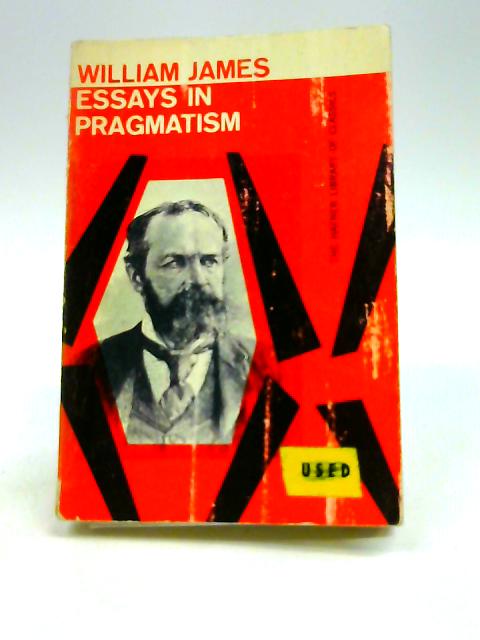 WILLIAM JAMES
ESSAYS IN
PRAGMATISM
THE HAFNER LIBRARY OF CLASSICS
USED